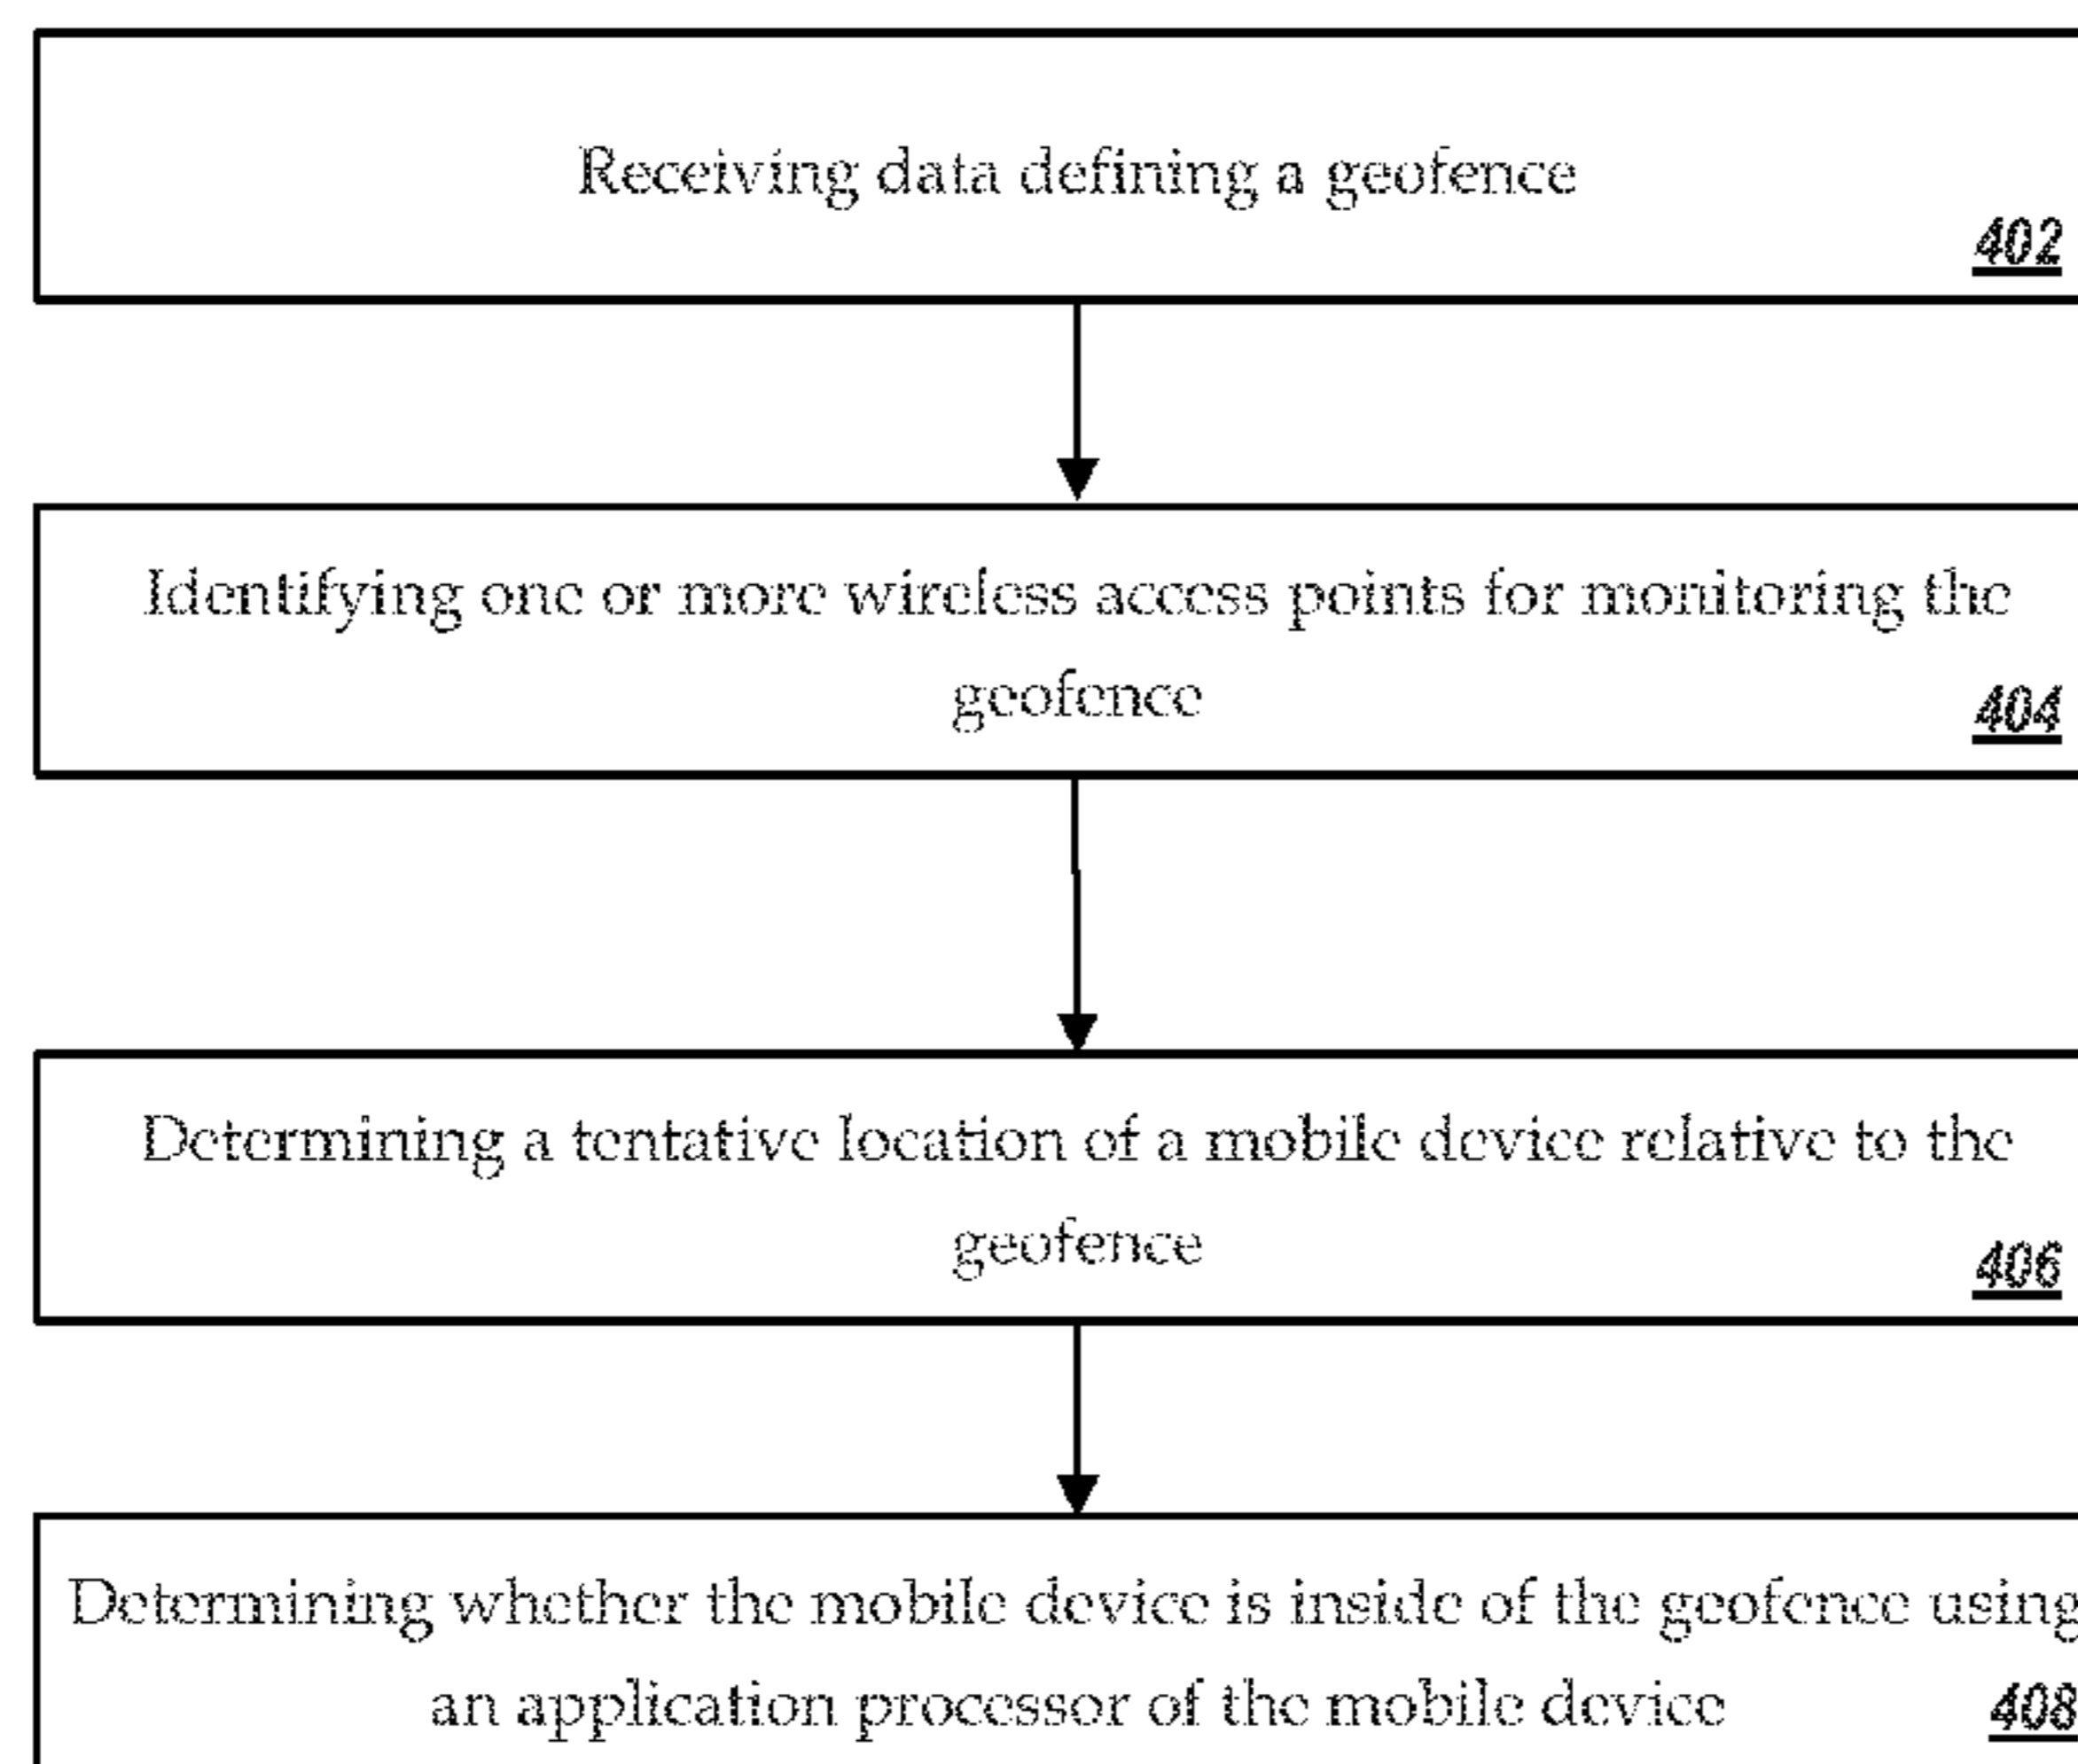 Receiving data defining a geofence
402
Identifying one or more wireless access points for monitoring the
geofence
404
Determining a tentative location of a mobile device relative to the
geofence
406
Determining whether the mobile device is inside of the geofence using
an application processor of the mobile device
408